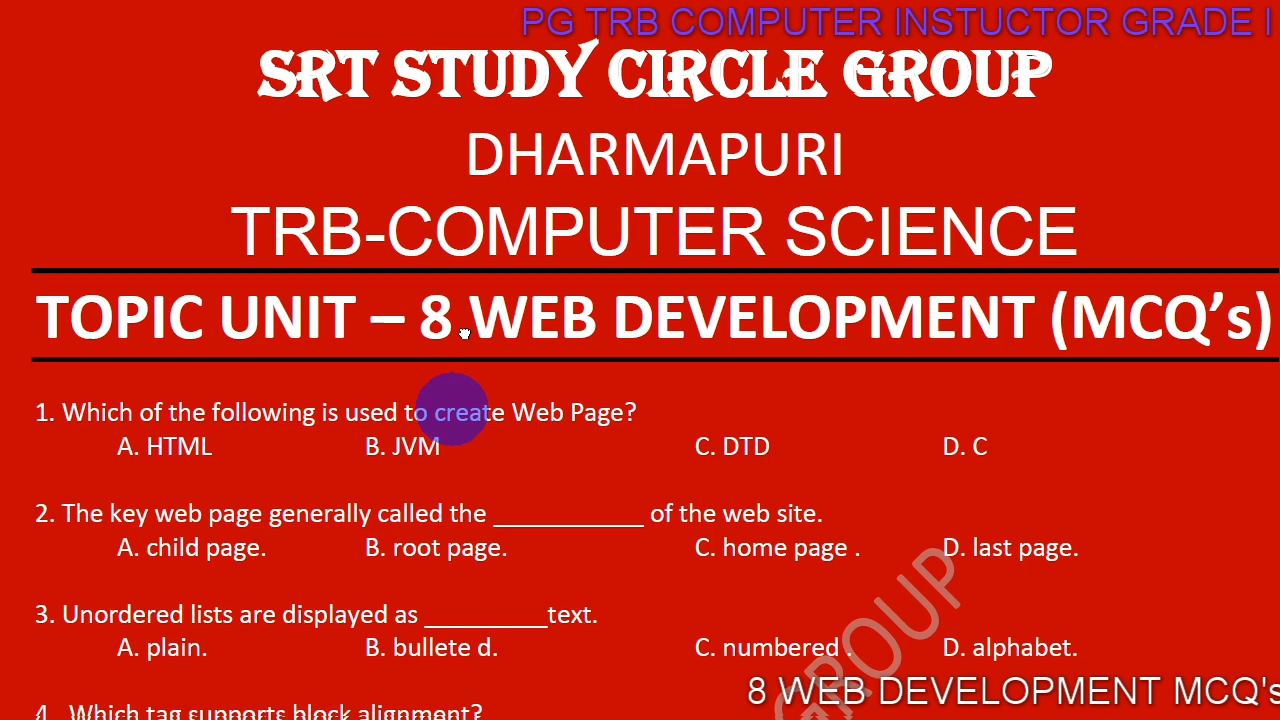 PG TRB COMPUTER INSTUCTOR GRADE I
SRT STUDY CIRCLE GROUP
DHARMAPURI
TRB-COMPUTER SCIENCE
TOPIC UNIT – 8 WEB DEVELOPMENT (MCQ’s)
1. Which of the following is used to create Web Page?
A. HTML B. JVM C. DTD D. C
2. The key web page generally called the ____________ of the web site.
A. child page. B. root page. C. home page . D. last page.
3. Unordered lists are displayed as __________text.
A. plain. B. bullete d. C. numbered . D. alphabet.
GROUP
8 WEB DEVELOPMENT MCQ's
4. Which tag supports block alignment?